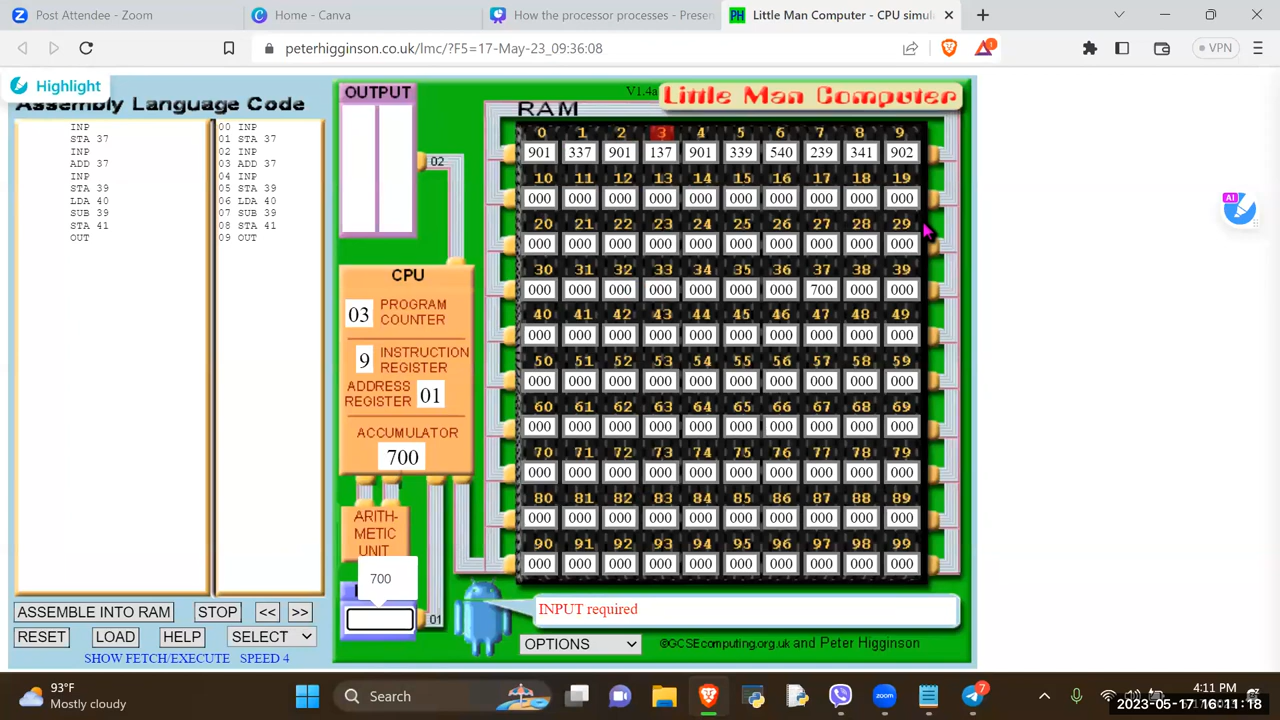 Post Attendee - Zoom
Home - Canva
How the processor processes - Presen
Little Man Computer - CPU simul
peterhigginson.co.uk/lmc/?F5=17-May-23_09:36:08
VPN
Highlight
Assembly Language Code
INP
STA 37
INP
ADD 37
INP
STA 39
LDA 40
SUB 39
STA 41
OUT
00 INP
01 STA 37
02 INP
03 ADD 37
04 INP
05 STA 39
06 LDA 40
07 SUB 39
08 STA 41
09 OUT
OUTPUT
02
V1.4a
Little Man Computer
RAM
0 1 2 3 4 5 6 7 8 9
901 337 901 137 901 339 540 239 341 902
10 11 12 13 14 15 16 17 18 19
000 000 000 000 000 000 000 000 000 000
20 21 22 23 24 25 26 27 28 29
000 000 000 000 000 000 000 000 000 000
30 31 32 33 34 35 36 37 38 39
000 000 000 000 000 000 000 700 000 000
40 41 42 43 44 45 46 47 48 49
000 000 000 000 000 000 000 000 000 000
50 51 52 53 54 55 56 57 58 59
000 000 000 000 000 000 000 000 000 000
60 61 62 63 64 65 66 67 68 69
000 000 000 000 000 000 000 000 000 000
70 71 72 73 74 75 76 77 78 79
000 000 000 000 000 000 000 000 000 000
80 81 82 83 84 85 86 87 88 89
000 000 000 000 000 000 000 000 000 000
90 91 92 93 94 95 96 97 98 99
000 000 000 000 000 000 000 000 000 000
CPU
03 PROGRAM COUNTER
9 INSTRUCTION REGISTER
ADDRESS REGISTER 01
ACCUMULATOR
700
ARITH-
METIC
UNIT
700
01
INPUT required
OPTIONS
©GCSEcomputing.org.uk and Peter Higginson
ASSEMBLE INTO RAM STOP << >>
RESET LOAD HELP SELECT
SHOW FETCH/EXECUTE SPEED 4
AI
1
93°F
Mostly cloudy
Search
zoom
7
4:11 PM
2023-05-17 16:11:18